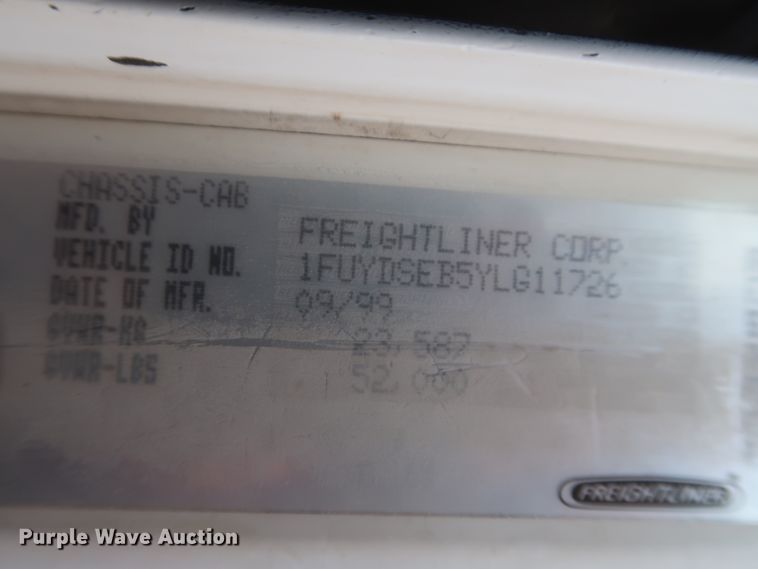 CHASSIS-CAB
MFD. BY FREIGHTLINER CORP.
VEHICLE ID NO. 1FUYDSEB5YLG11726
DATE OF MFR. 09/99
GVWR-KG 23,587
GVWR-LBS 52,000
FREIGHTLINER
Purple Wave Auction